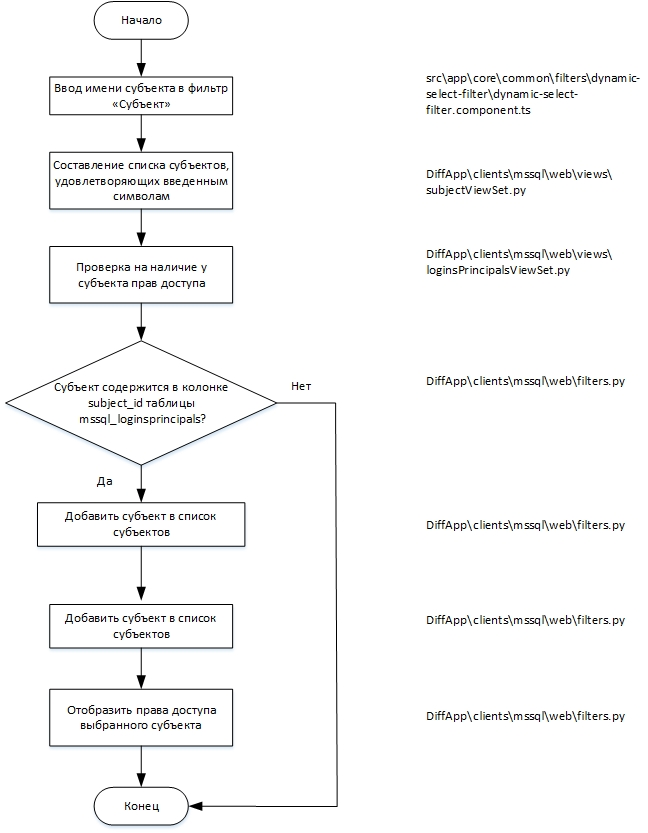 Начало
Ввод имени субъекта в фильтр
«Субъект»
src\app\core\common\filters\dynamic-
select-filter\dynamic-select-
filter.component.ts
Составление списка субъектов,
удовлетворяющих введенным
символам
DiffApp\clients\mssql\web\views\
subjectViewSet.py
Проверка на наличие у
субъекта прав доступа
DiffApp\clients\mssql\web\views\
loginsPrincipalsViewSet.py
Субъект содержится в колонке
subject_id таблицы
mssql_loginsprincipals?
Нет
DiffApp\clients\mssql\web\filters.py
Да
Добавить субъект в список
субъектов
DiffApp\clients\mssql\web\filters.py
Добавить субъект в список
субъектов
DiffApp\clients\mssql\web\filters.py
Отобразить права доступа
выбранного субъекта
DiffApp\clients\mssql\web\filters.py
Конец